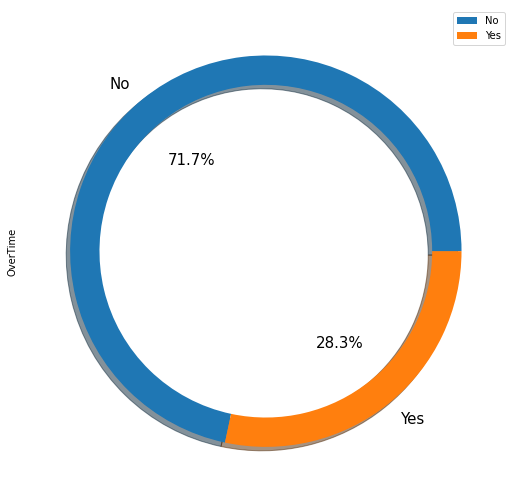 No
Yes
No
71.7%
OverTime
28.3%
Yes